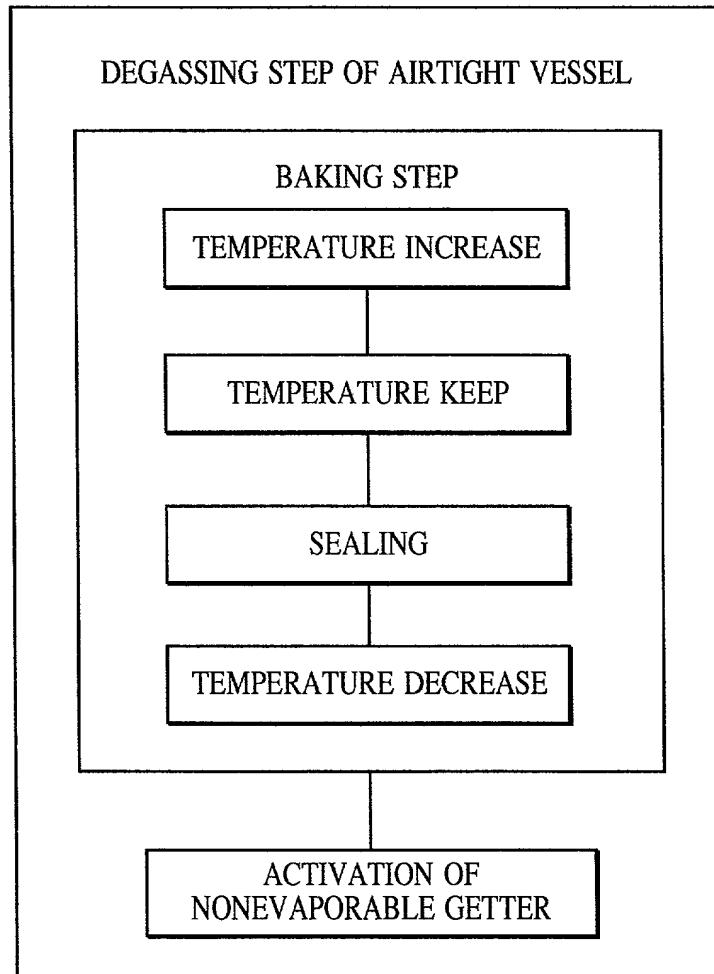 DEGASSING STEP OF AIRTIGHT VESSEL
BAKING STEP
TEMPERATURE INCREASE
TEMPERATURE KEEP
SEALING
TEMPERATURE DECREASE
ACTIVATION OF
NONEVAPORABLE GETTER